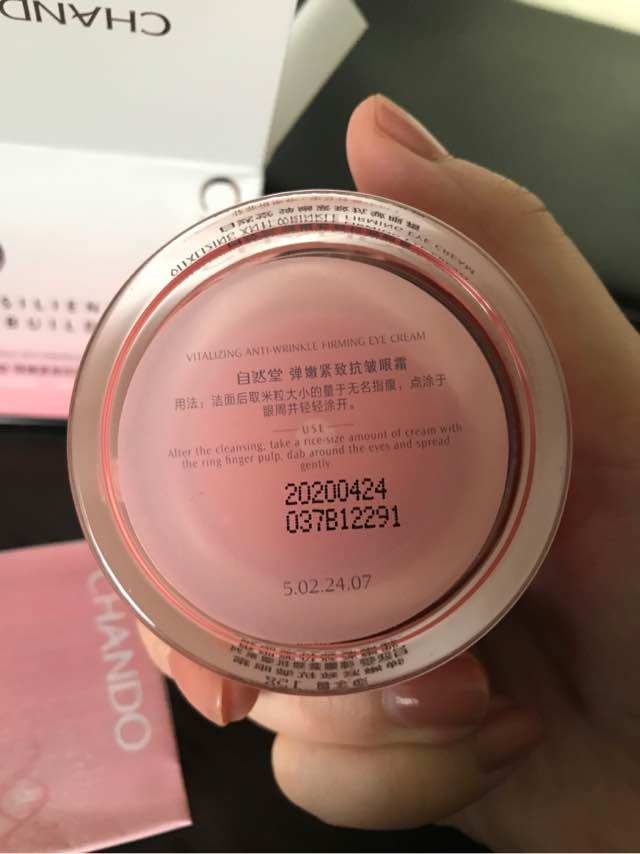 CHANDO
VITALIZING ANTI-WRINKLE FIRMING EYE CREAM
自然堂 弹嫩紧致抗皱眼霜
用法：洁面后取米粒大小的量于无名指腹，点涂于
眼周并轻轻涂开。
USE
After the cleansing, take a rice-size amount of cream with
the ring finger pulp, dab around the eyes and spread
gently
20200424
037B12291
5.02.24.07
CHANDO